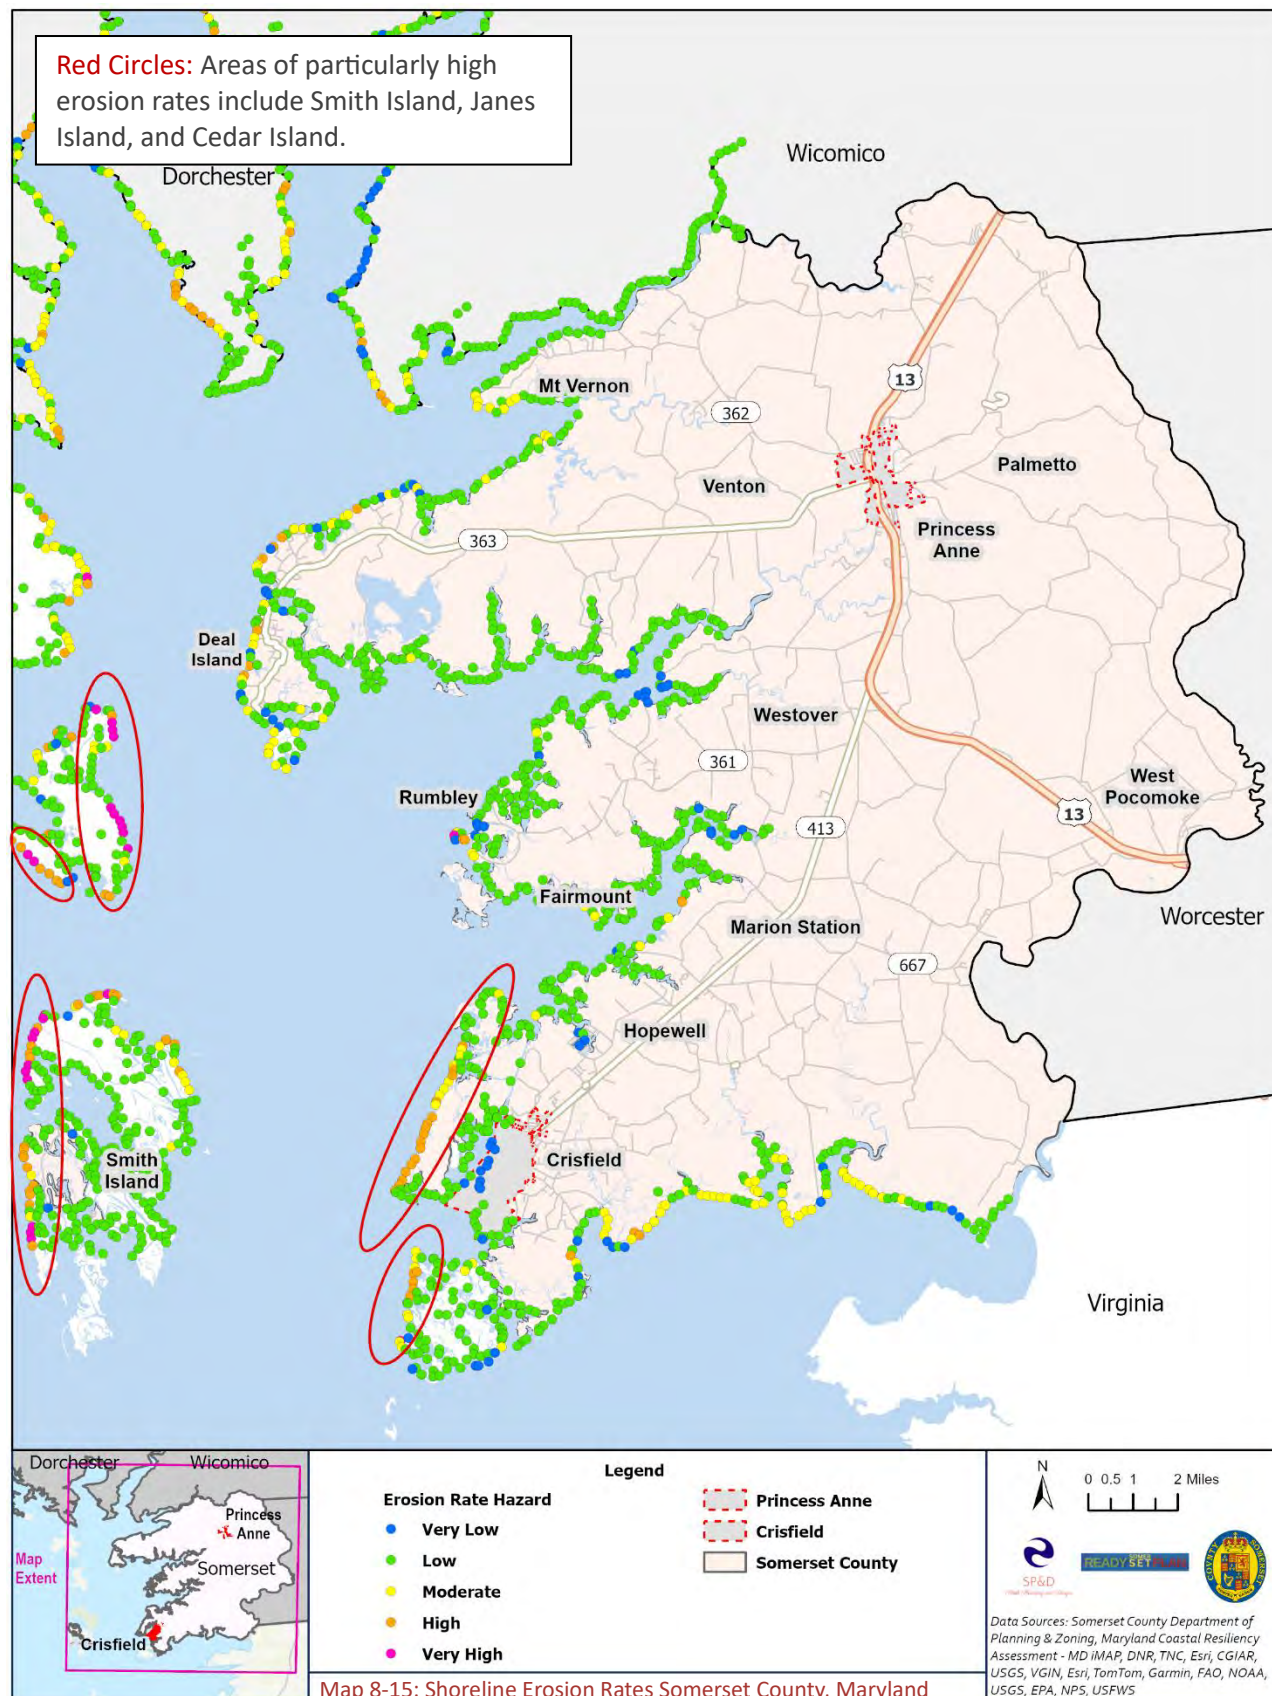 Red Circles: Areas of particularly high
erosion rates include Smith Island, Janes
Island, and Cedar Island.
Wicomico
Dorchester
13
Mt Vernon
362
Palmetto
Venton
Princess
Anne
363
Deal
Island
Westover
361
West
Pocomoke
Rumbley
413
13
Fairmount
Worcester
Marion Station
667
Hopewell
Smith
Island
Crisfield
Virginia
Dorchester
Wicomico
Princess
Anne
Map
Extent
Somerset
Crisfield
Legend
Erosion Rate Hazard
Very Low
Low
Moderate
High
Very High
Princess Anne
Crisfield
Somerset County
N
0 0.5 1 2 Miles
SP&D
READY SET PLAN
SOMERSET
COUNTY
Data Sources: Somerset County Department of
Planning & Zoning, Maryland Coastal Resiliency
Assessment - MD iMAP, DNR, TNC, Esri, CGIAR,
USGS, VGIN, Esri, TomTom, Garmin, FAO, NOAA,
USGS, EPA, NPS, USFWS
Map 8-15: Shoreline Erosion Rates Somerset County, Maryland